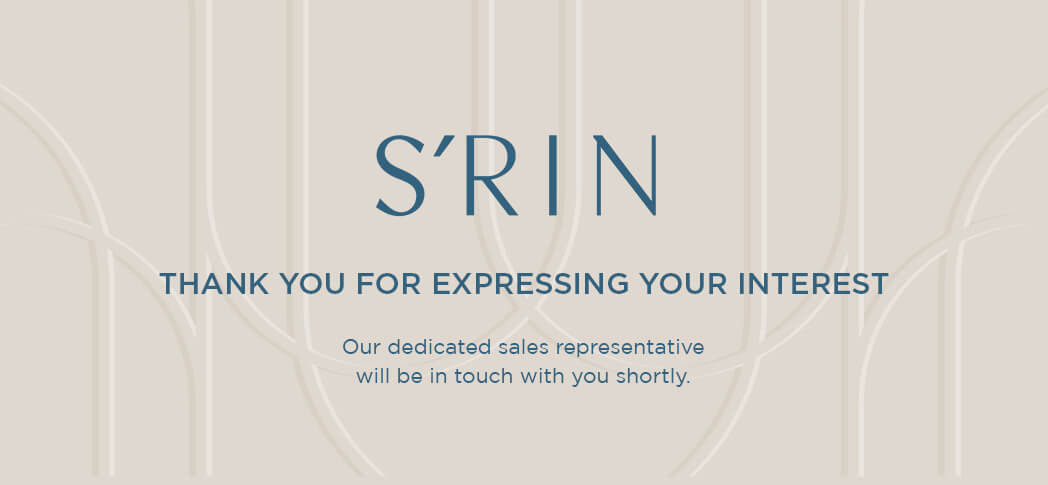 S'RIN
THANK YOU FOR EXPRESSING YOUR INTEREST
Our dedicated sales representative
will be in touch with you shortly.